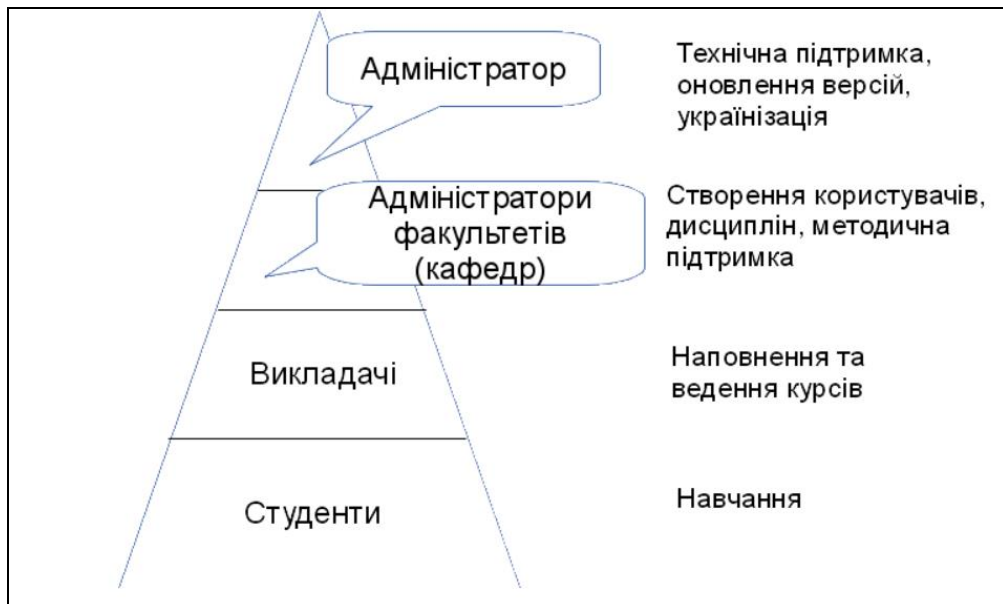 Адміністратор
Технічна підтримка,
оновлення версій,
українізація
Адміністратори
факультетів
(кафедр)
Створення користувачів,
дисциплін, методична
підтримка
Викладачі
Наповнення та
ведення курсів
Студенти
Навчання